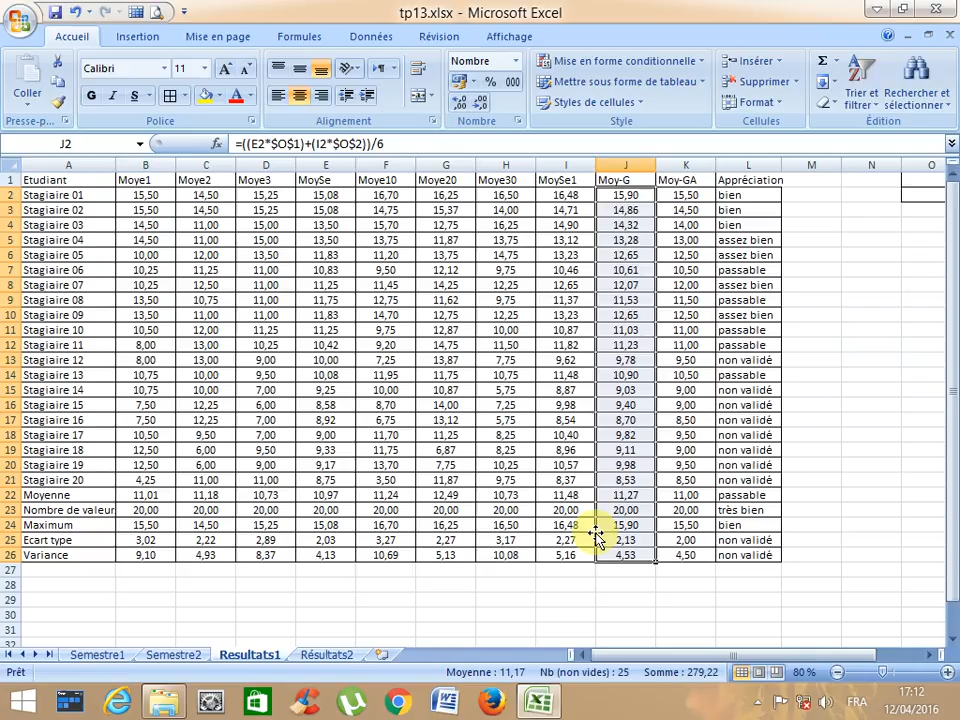 tp13.xlsx - Microsoft Excel
Accueil Insertion Mise en page Formules Données Révision Affichage
Calibri 11 Nombre Mise en forme conditionnelle Insérer Σ
Coller Mettre sous forme de tableau Supprimer Trier et filtrer Rechercher et sélectionner
G I S A % 000 Styles de cellules Format
Presse-p... Police Alignement Nombre Style Cellules Édition
J2 fx =((E2*$O$1)+(I2*$O$2))/6
A B C D E F G H I J K L M N O
1 Etudiant Moye1 Moye2 Moye3 MoySe Moye10 Moye20 Moye30 MoySe1 Moy-G Moy-GA Appréciation
2 Stagiaire 01 15,50 14,50 15,25 15,08 16,70 16,25 16,50 16,48 15,90 15,50 bien
3 Stagiaire 02 15,50 14,50 15,25 15,08 14,75 15,37 14,00 14,71 14,86 14,50 bien
4 Stagiaire 03 14,50 11,00 15,00 13,50 15,70 12,75 16,25 14,90 14,32 14,00 bien
5 Stagiaire 04 14,50 11,00 15,00 13,50 13,75 11,87 13,75 13,12 13,28 13,00 assez bien
6 Stagiaire 05 10,00 12,00 13,50 11,83 11,20 13,75 14,75 13,23 12,65 12,50 assez bien
7 Stagiaire 06 10,25 11,25 11,00 10,83 9,50 12,12 9,75 10,46 10,61 10,50 passable
8 Stagiaire 07 10,25 12,50 11,00 11,25 11,45 14,25 12,25 12,65 12,07 12,00 assez bien
9 Stagiaire 08 13,50 10,75 11,00 11,75 12,75 11,62 9,75 11,37 11,53 11,50 passable
10 Stagiaire 09 13,50 11,00 11,00 11,83 14,70 12,75 12,25 13,23 12,65 12,50 assez bien
11 Stagiaire 10 10,50 12,00 11,25 11,25 9,75 12,87 10,00 10,87 11,03 11,00 passable
12 Stagiaire 11 8,00 13,00 10,25 10,42 9,20 14,75 11,50 11,82 11,23 11,00 passable
13 Stagiaire 12 8,00 13,00 9,00 10,00 7,25 13,87 7,75 9,62 9,78 9,50 non validé
14 Stagiaire 13 10,75 10,00 9,50 10,08 11,95 11,75 10,75 11,48 10,90 10,50 passable
15 Stagiaire 14 10,75 10,00 7,00 9,25 10,00 10,87 5,75 8,87 9,03 9,00 non validé
16 Stagiaire 15 7,50 12,25 6,00 8,58 8,70 14,00 7,25 9,98 9,40 9,00 non validé
17 Stagiaire 16 7,50 12,25 7,00 8,92 6,75 13,12 5,75 8,54 8,70 8,50 non validé
18 Stagiaire 17 10,50 9,50 7,00 9,00 11,70 11,25 8,25 10,40 9,82 9,50 non validé
19 Stagiaire 18 12,50 6,00 9,50 9,33 11,75 6,87 8,25 8,96 9,11 9,00 non validé
20 Stagiaire 19 12,50 6,00 9,00 9,17 13,70 7,75 10,25 10,57 9,98 9,50 non validé
21 Stagiaire 20 4,25 11,00 11,00 8,75 3,50 11,87 9,75 8,37 8,53 8,50 non validé
22 Moyenne 11,01 11,18 10,73 10,97 11,24 12,49 10,73 11,48 11,27 11,00 passable
23 Nombre de valeur 20,00 20,00 20,00 20,00 20,00 20,00 20,00 20,00 20,00 20,00 très bien
24 Maximum 15,50 14,50 15,25 15,08 16,70 16,25 16,50 16,48 15,90 15,50 bien
25 Ecart type 3,02 2,22 2,89 2,03 3,27 2,27 3,17 2,27 2,13 2,00 non validé
26 Variance 9,10 4,93 8,37 4,13 10,69 5,13 10,08 5,16 4,53 4,50 non validé
27
28
29
30
31
32
Semestre1 Semestre2 Resultats1 Résultats2
Prêt Moyenne : 11,17 Nb (non vides) : 25 Somme : 279,22 80 %
FRA
17:12
12/04/2016